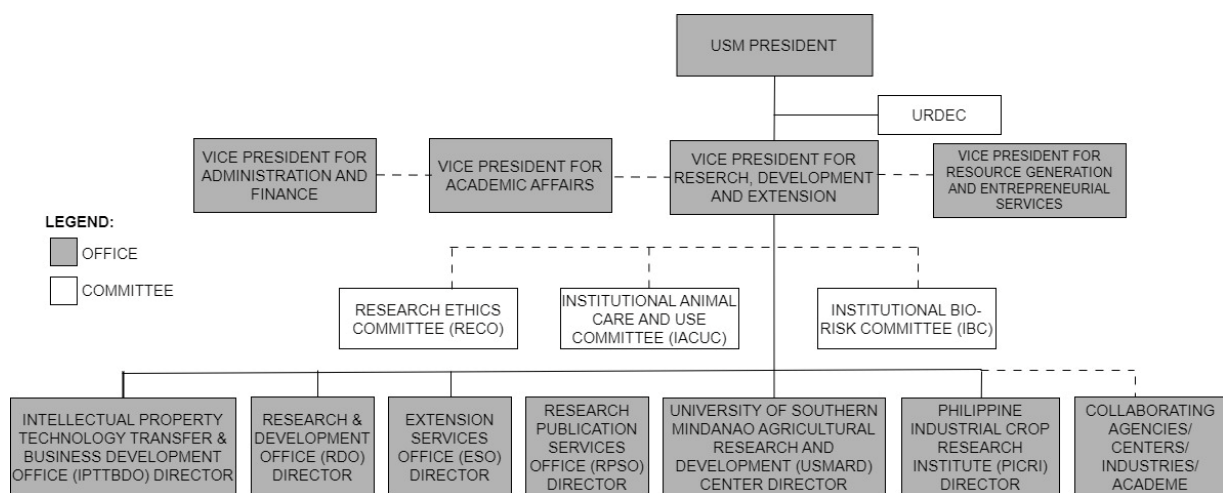 USM PRESIDENT
URDEC
VICE PRESIDENT FOR
ADMINISTRATION AND
FINANCE
VICE PRESIDENT FOR
ACADEMIC AFFAIRS
VICE PRESIDENT FOR
RESERCH, DEVELOPMENT
AND EXTENSION
VICE PRESIDENT FOR
RESOURCE GENERATION
AND ENTREPRENEURIAL
SERVICES
LEGEND:
OFFICE
COMMITTEE
RESEARCH ETHICS
COMMITTEE (RECO)
INSTITUTIONAL ANIMAL
CARE AND USE
COMMITTEE (IACUC)
INSTITUTIONAL BIO-
RISK COMMITTEE (IBC)
INTELLECTUAL PROPERTY
TECHNOLOGY TRANSFER &
BUSINESS DEVELOPMENT
OFFICE (IPTTBDO) DIRECTOR
RESEARCH &
DEVELOPMENT
OFFICE (RDO)
DIRECTOR
EXTENSION
SERVICES
OFFICE (ESO)
DIRECTOR
RESEARCH
PUBLICATION
SERVICES
OFFICE (RPSO)
DIRECTOR
UNIVERSITY OF SOUTHERN
MINDANAO AGRICULTURAL
RESEARCH AND
DEVELOPMENT (USMARD)
CENTER DIRECTOR
PHILIPPINE
INDUSTRIAL CROP
RESEARCH
INSTITUTE (PICRI)
DIRECTOR
COLLABORATING
AGENCIES/
CENTERS/
INDUSTRIES/
ACADEME